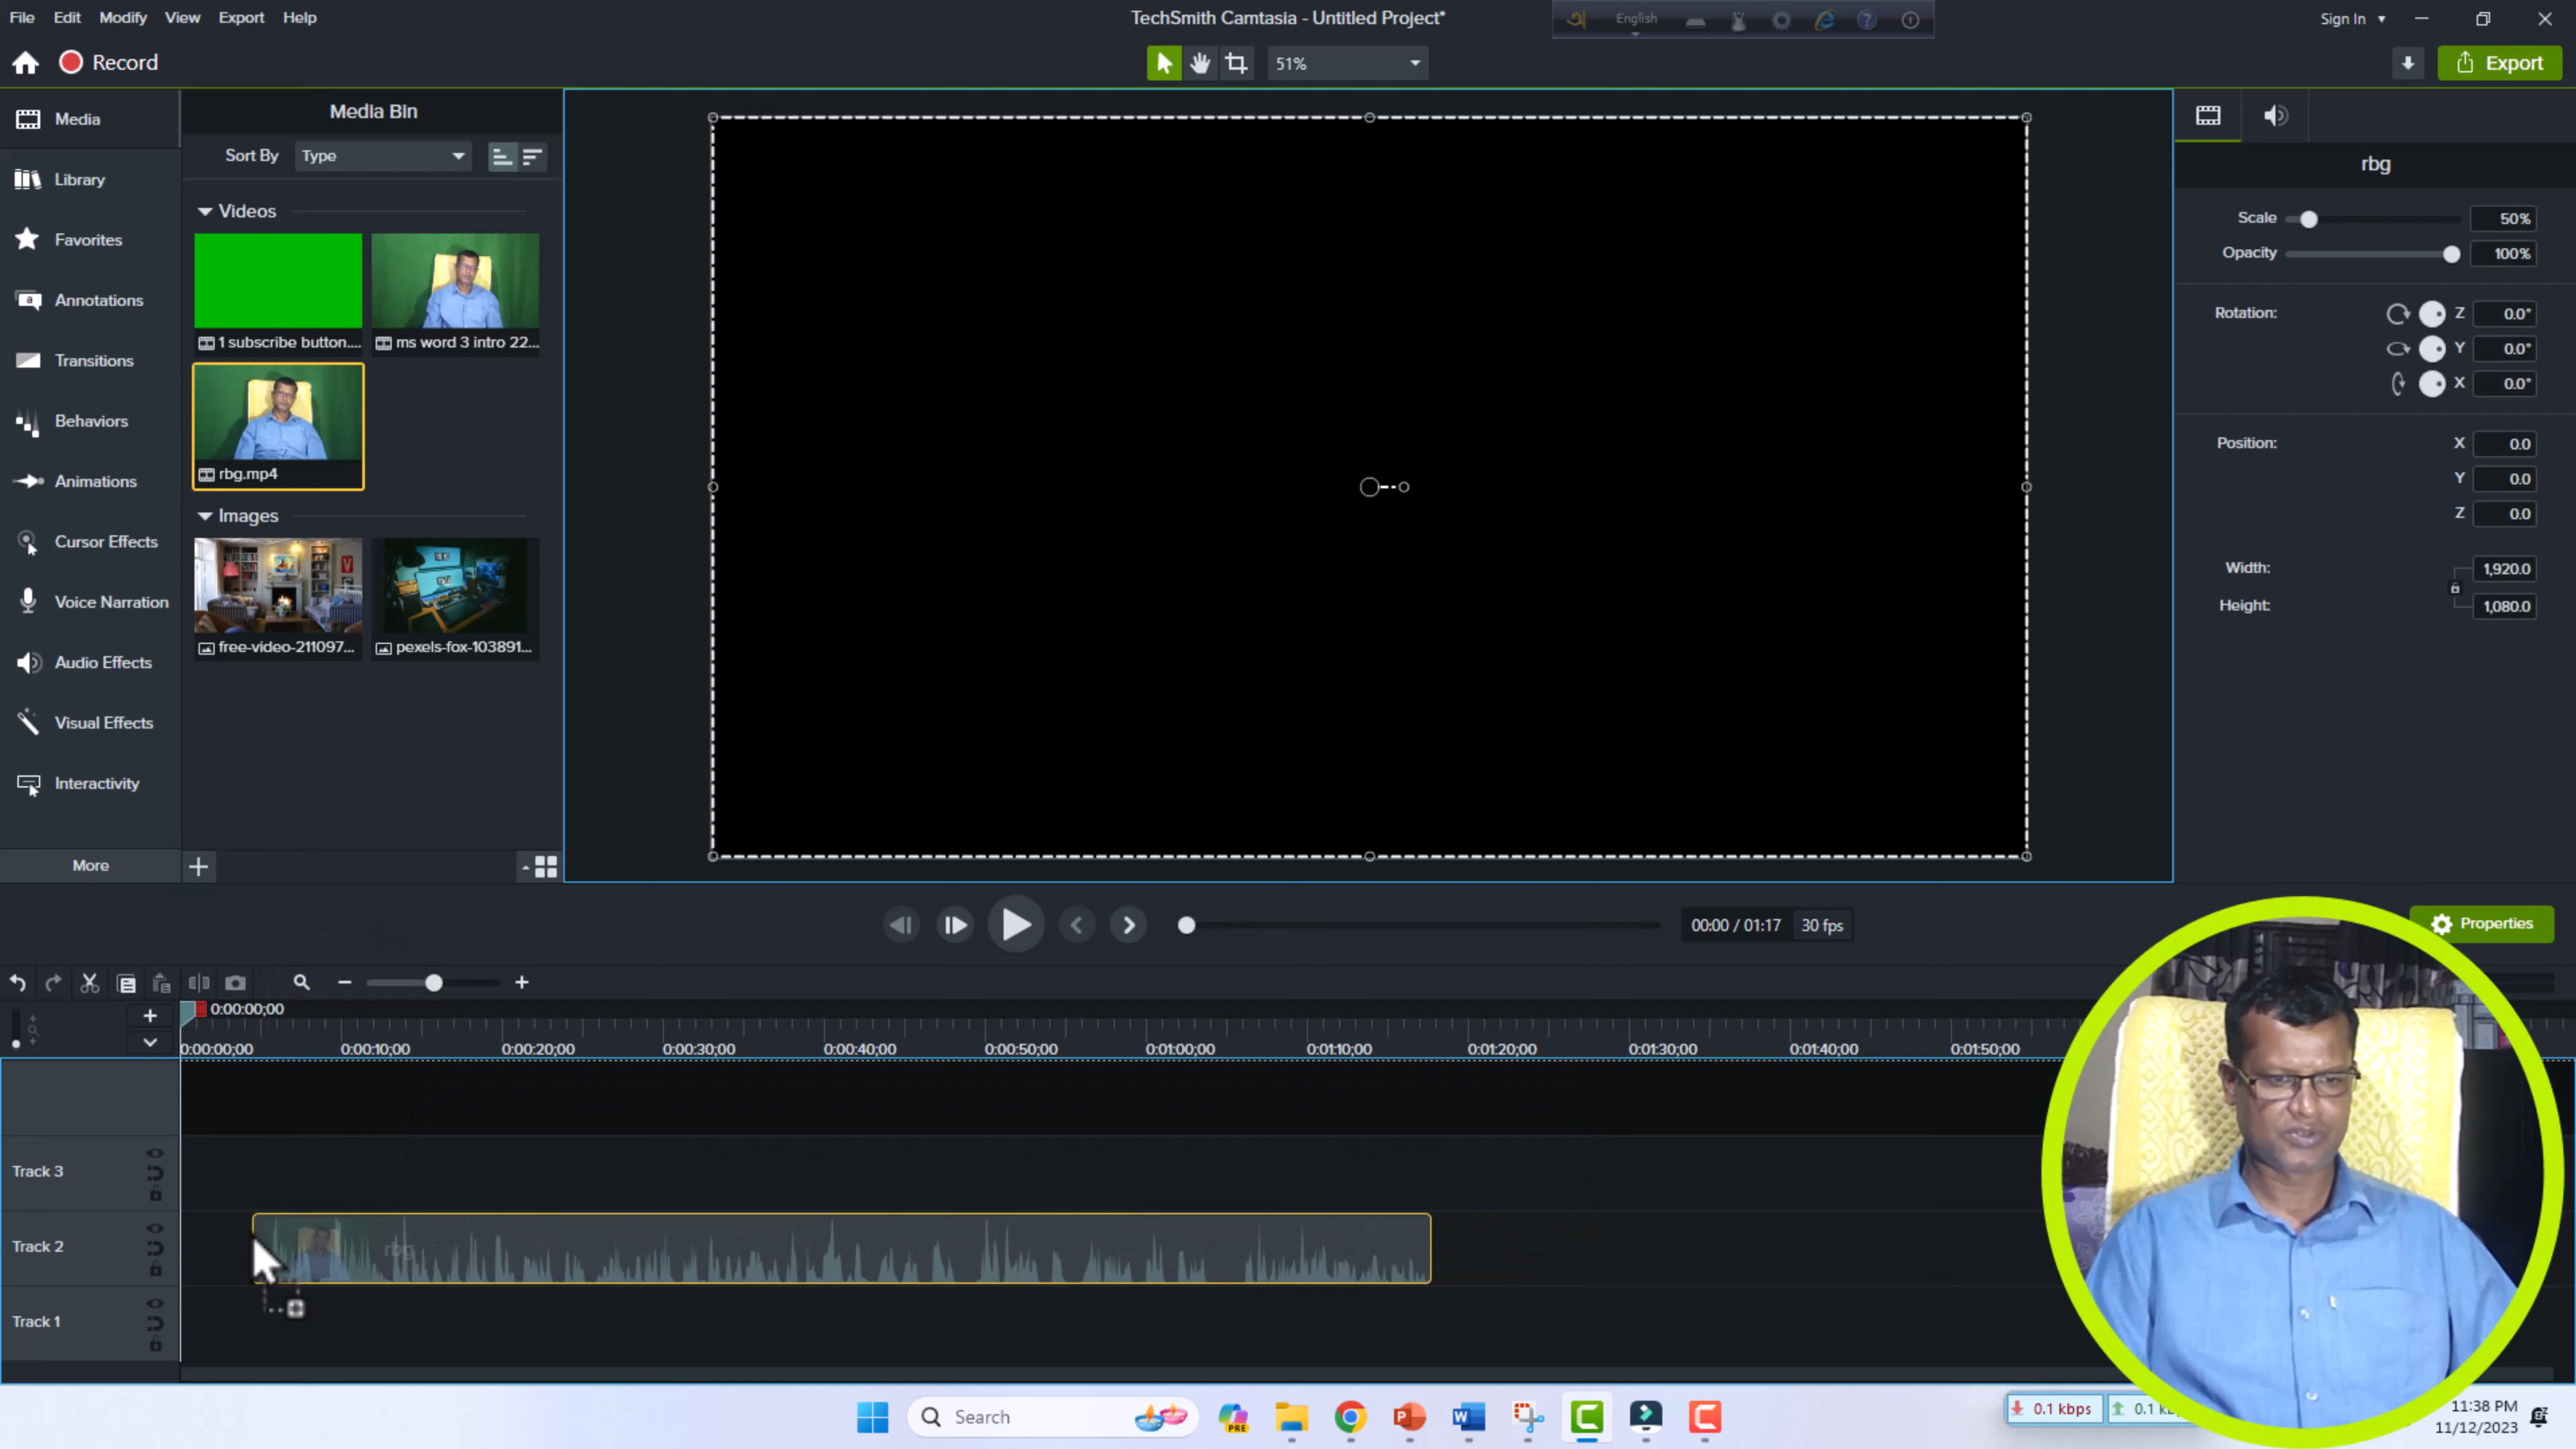 File Edit Modify View Export Help
TechSmith Camtasia - Untitled Project*
অ English
Sign In
Record
51%
Export
Media
Library
Favorites
Annotations
Transitions
Behaviors
Animations
Cursor Effects
Voice Narration
Audio Effects
Visual Effects
Interactivity
More
Media Bin
Sort By Type
Videos
1 subscribe button....
ms word 3 intro 22...
rbg.mp4
Images
free-video-211097...
pexels-fox-103891...
rbg
Scale 50%
Opacity 100%
Rotation: Z 0.0°
Y 0.0°
X 0.0°
Position: X 0.0
Y 0.0
Z 0.0
Width: 1,920.0
Height: 1,080.0
00:00 / 01:17 30 fps
Properties
0:00:00;00
0:00:00;00 0:00:10;00 0:00:20;00 0:00:30;00 0:00:40;00 0:00:50;00 0:01:00;00 0:01:10;00 0:01:20;00 0:01:30;00 0:01:40;00 0:01:50;00
Track 3
Track 2
rbg
Track 1
Search
PRE
0.1 kbps
0.1
11:38 PM
11/12/2023